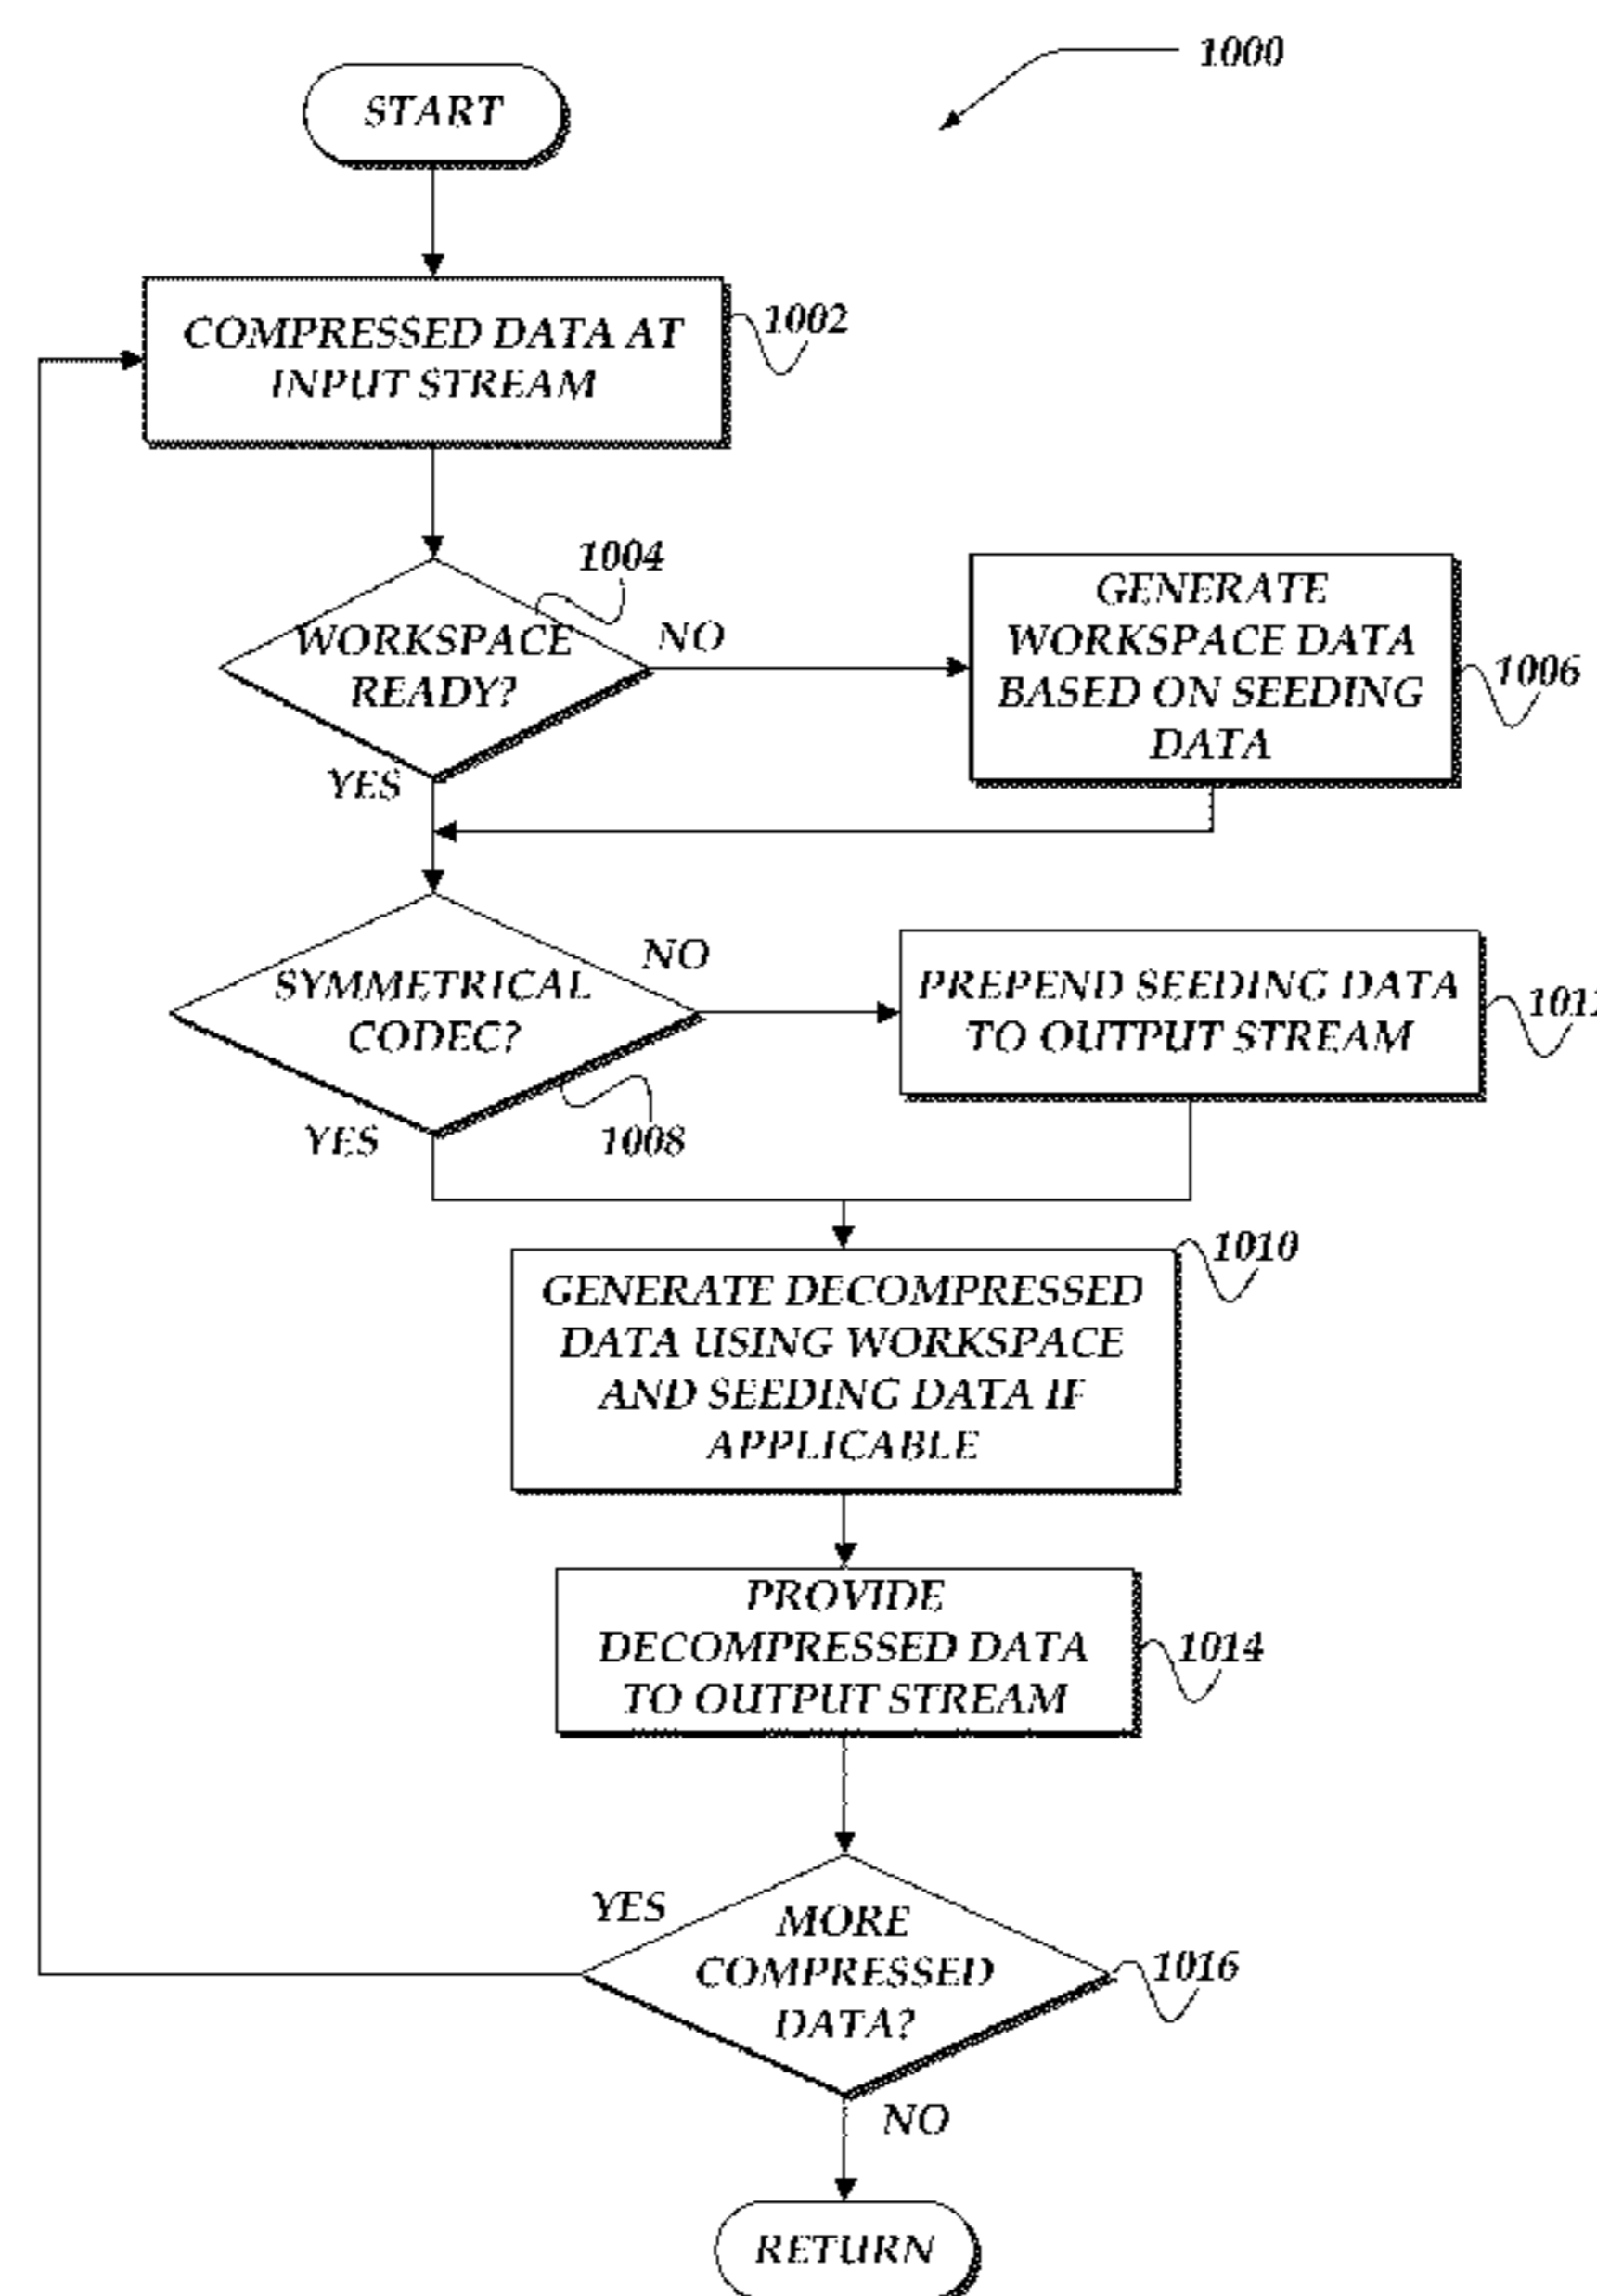 1000
START
COMPRESSED DATA AT
INPUT STREAM
1002
1004
WORKSPACE
READY?
NO
YES
GENERATE
WORKSPACE DATA
BASED ON SEEDING
DATA
1006
SYMMETRICAL
CODEC?
NO
YES
1008
PREPEND SEEDING DATA
TO OUTPUT STREAM
1010
GENERATE DECOMPRESSED
DATA USING WORKSPACE
AND SEEDING DATA IF
APPLICABLE
PROVIDE
DECOMPRESSED DATA
TO OUTPUT STREAM
1014
YES
MORE
COMPRESSED
DATA?
1016
NO
RETURN